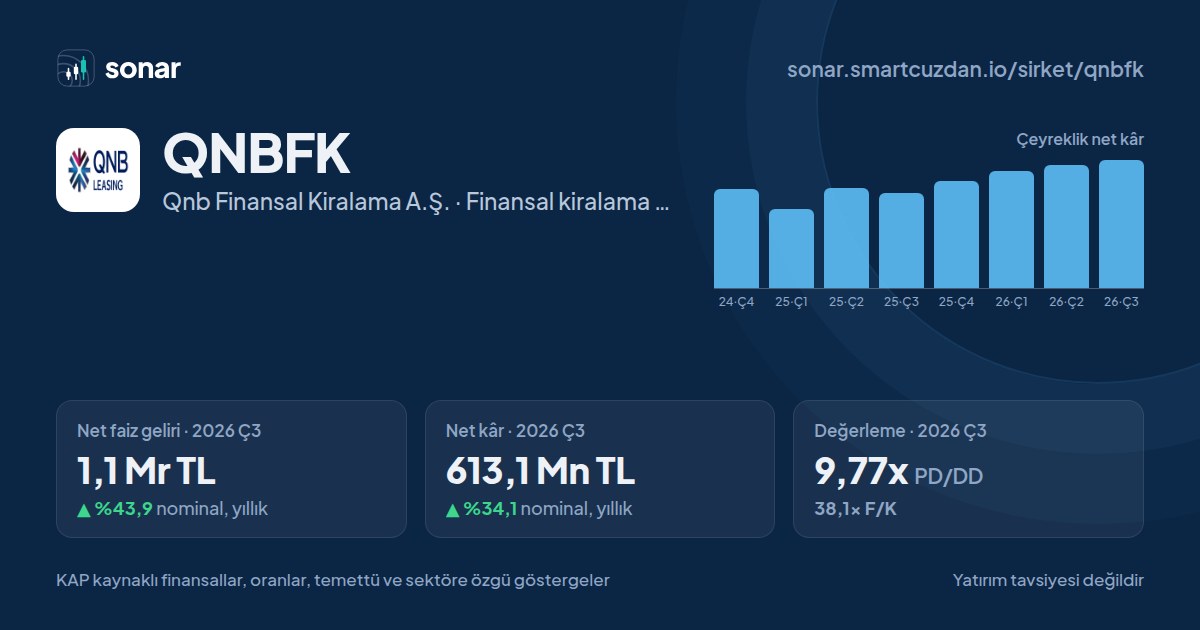 sonar
sonar.smartcuzdan.io/sirket/qnbfk
QNB
LEASING
QNBFK
Qnb Finansal Kiralama A.Ş. · Finansal kiralama ...
Çeyreklik net kâr
24·Ç4 25·Ç1 25·Ç2 25·Ç3 25·Ç4 26·Ç1 26·Ç2 26·Ç3
Net faiz geliri · 2026 Ç3
1,1 Mr TL
▲ %43,9 nominal, yıllık
Net kâr · 2026 Ç3
613,1 Mn TL
▲ %34,1 nominal, yıllık
Değerleme · 2026 Ç3
9,77x PD/DD
38,1x F/K
KAP kaynaklı finansallar, oranlar, temettü ve sektöre özgü göstergeler
Yatırım tavsiyesi değildir